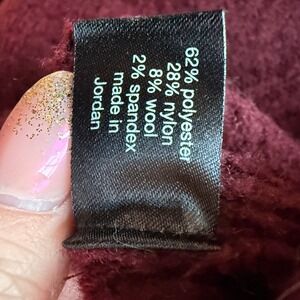 62% polyester
28% nylon
8% wool
2% spandex
made in
Jordan